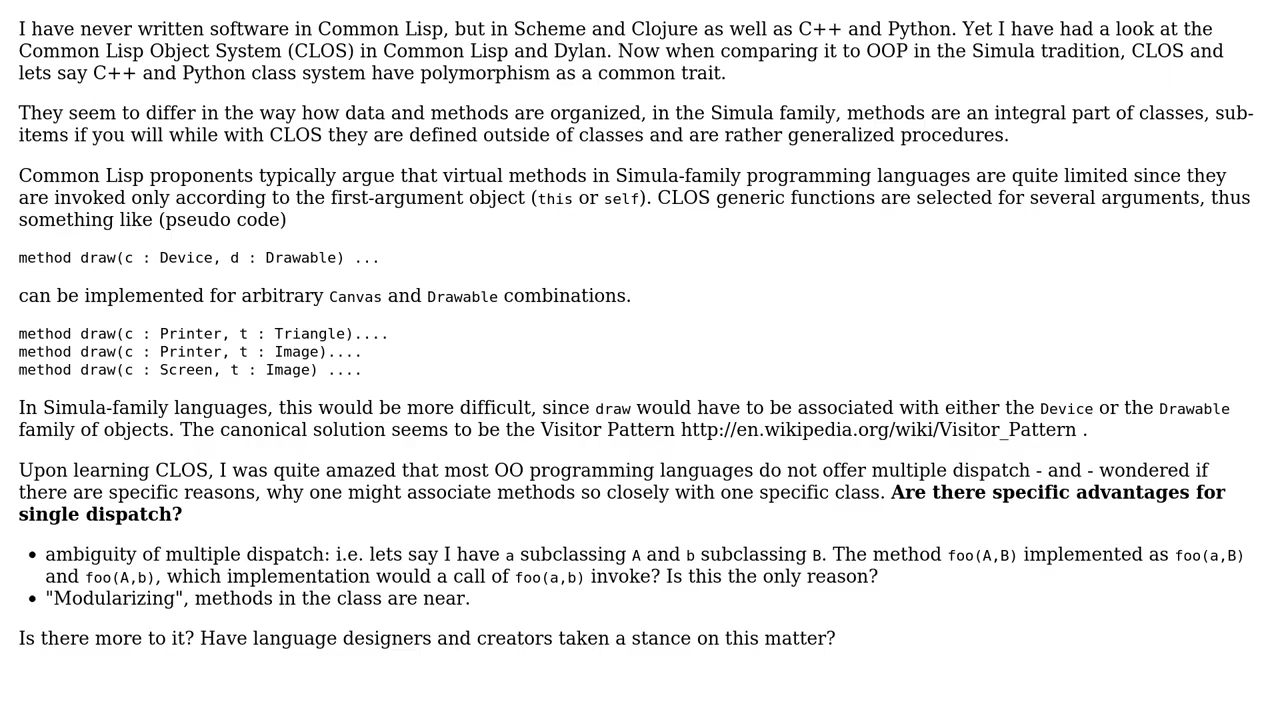 I have never written software in Common Lisp, but in Scheme and Clojure as well as C++ and Python. Yet I have had a look at the
Common Lisp Object System (CLOS) in Common Lisp and Dylan. Now when comparing it to OOP in the Simula tradition, CLOS and
lets say C++ and Python class system have polymorphism as a common trait.
They seem to differ in the way how data and methods are organized, in the Simula family, methods are an integral part of classes, sub-
items if you will while with CLOS they are defined outside of classes and are rather generalized procedures.
Common Lisp proponents typically argue that virtual methods in Simula-family programming languages are quite limited since they
are invoked only according to the first-argument object (this or self). CLOS generic functions are selected for several arguments, thus
something like (pseudo code)
method draw(c : Device, d : Drawable) ...
can be implemented for arbitrary Canvas and Drawable combinations.
method draw(c : Printer, t : Triangle)....
method draw(c : Printer, t : Image)....
method draw(c : Screen, t : Image) ....
In Simula-family languages, this would be more difficult, since draw would have to be associated with either the Device or the Drawable
family of objects. The canonical solution seems to be the Visitor Pattern http://en.wikipedia.org/wiki/Visitor_Pattern .
Upon learning CLOS, I was quite amazed that most OO programming languages do not offer multiple dispatch - and - wondered if
there are specific reasons, why one might associate methods so closely with one specific class. Are there specific advantages for
single dispatch?
• ambiguity of multiple dispatch: i.e. lets say I have a subclassing A and b subclassing B. The method foo(A,B) implemented as foo(a,B)
and foo(A,b), which implementation would a call of foo(a,b) invoke? Is this the only reason?
• "Modularizing", methods in the class are near.
Is there more to it? Have language designers and creators taken a stance on this matter?